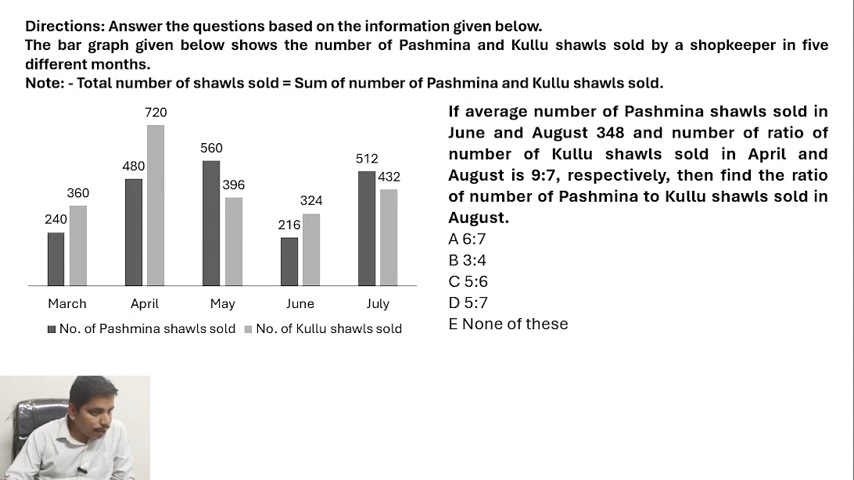 Directions: Answer the questions based on the information given below.
The bar graph given below shows the number of Pashmina and Kullu shawls sold by a shopkeeper in five
different months.
Note: - Total number of shawls sold = Sum of number of Pashmina and Kullu shawls sold.
720
560
480
512
432
396
360
324
240
216
March April May June July
No. of Pashmina shawls sold No. of Kullu shawls sold
If average number of Pashmina shawls sold in
June and August 348 and number of ratio of
number of Kullu shawls sold in April and
August is 9:7, respectively, then find the ratio
of number of Pashmina to Kullu shawls sold in
August.
A 6:7
B 3:4
C 5:6
D 5:7
E None of these